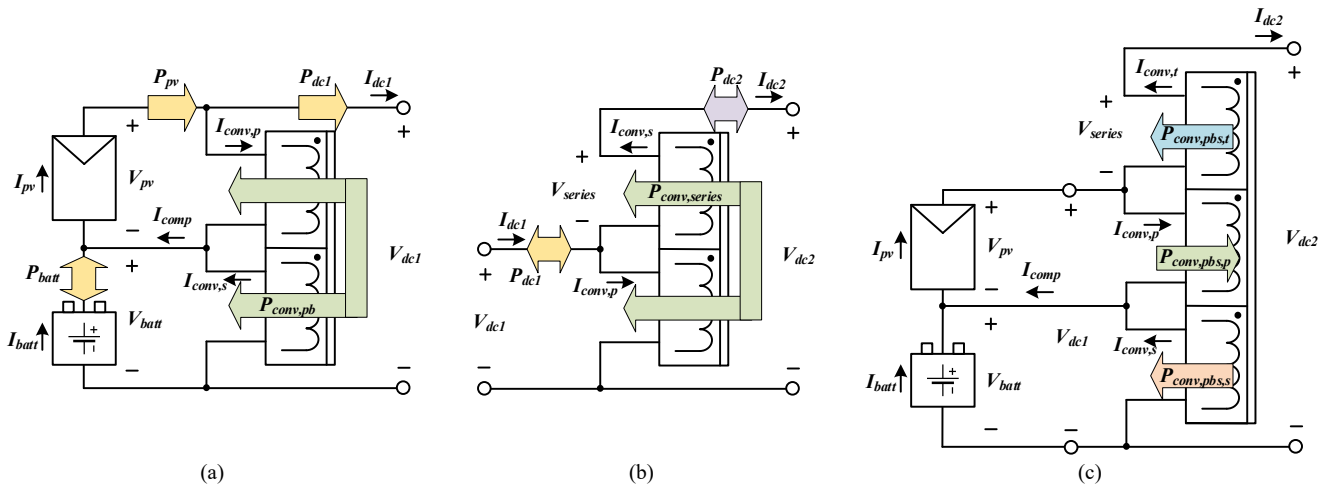 P_pv
P_dc1
I_dc1
+
+
I_conv,p
I_pv
V_pv
−
I_comp
+
P_batt
I_conv,s
V_dc1
P_conv,pb
V_batt
I_batt
+
-
−
−
(a)
P_dc2
I_dc2
I_conv,s
+
+
V_series
P_conv,series
I_dc1
−
+
P_dc1
I_conv,p
V_dc2
V_dc1
−
−
(b)
I_dc2
I_conv,t
+
+
V_series
P_conv,pbs,t
−
+
+
I_conv,p
I_pv
V_pv
P_conv,pbs,p
V_dc2
I_comp
−
+
V_dc1
I_conv,s
P_conv,pbs,s
I_batt
+
-
V_batt
−
−
−
(c)